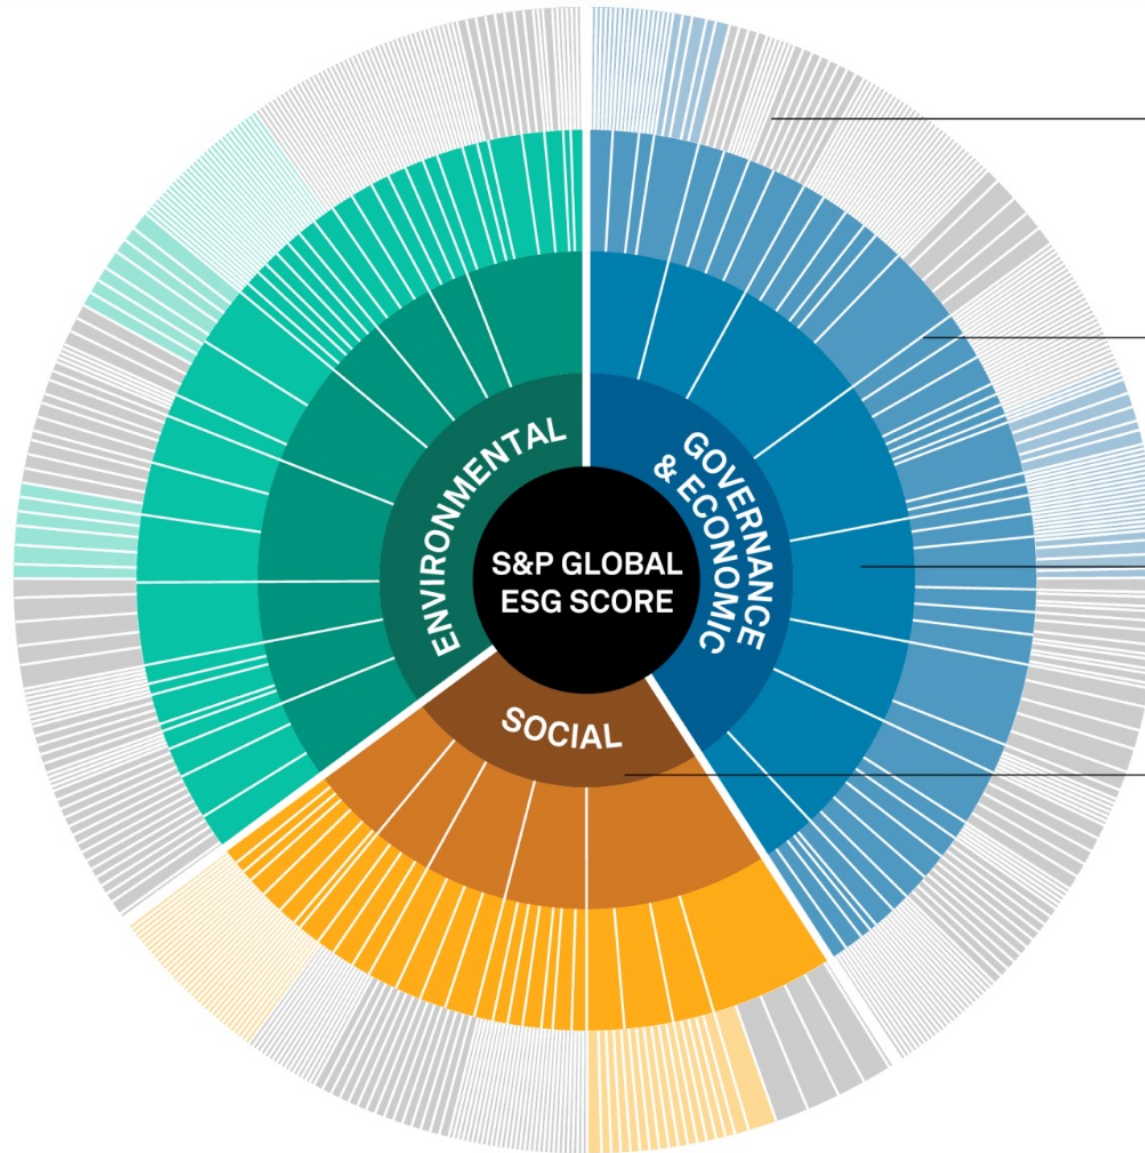 ENVIRONMENTAL
GOVERNANCE
& ECONOMIC
S&P GLOBAL
ESG SCORE
SOCIAL